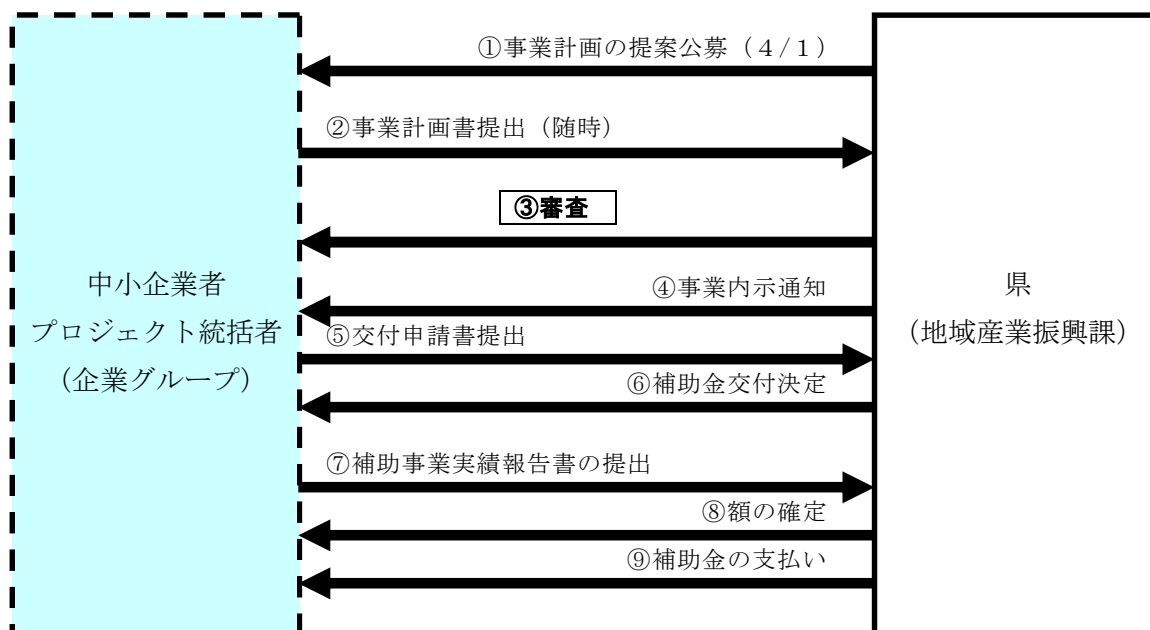 ①事業計画の提案公募（４/１）
②事業計画書提出（随時）
③審査
④事業内示通知
⑤交付申請書提出
⑥補助金交付決定
⑦補助事業実績報告書の提出
⑧額の確定
⑨補助金の支払い
中小企業者
プロジェクト統括者
（企業グループ）
県
（地域産業振興課）